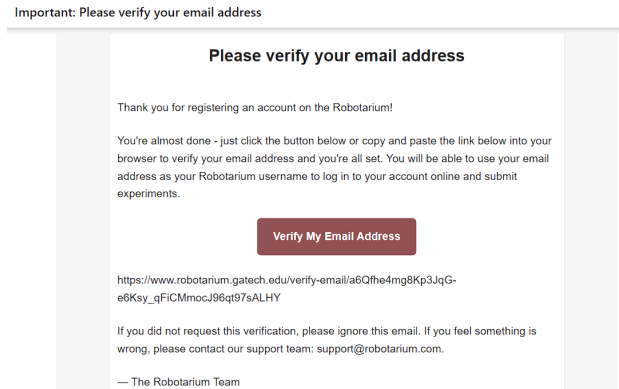 Important: Please verify your email address
Please verify your email address
Thank you for registering an account on the Robotarium!
You're almost done - just click the button below or copy and paste the link below into your
browser to verify your email address and you're all set. You will be able to use your email
address as your Robotarium username to log in to your account online and submit
experiments.
Verify My Email Address
https://www.robotarium.gatech.edu/verify-email/a6Qfhe4mg8Kp3JqG-
e6Ksy_qFiCMmocJ96qt97sALHY
If you did not request this verification, please ignore this email. If you feel something is
wrong, please contact our support team: support@robotarium.com.
— The Robotarium Team